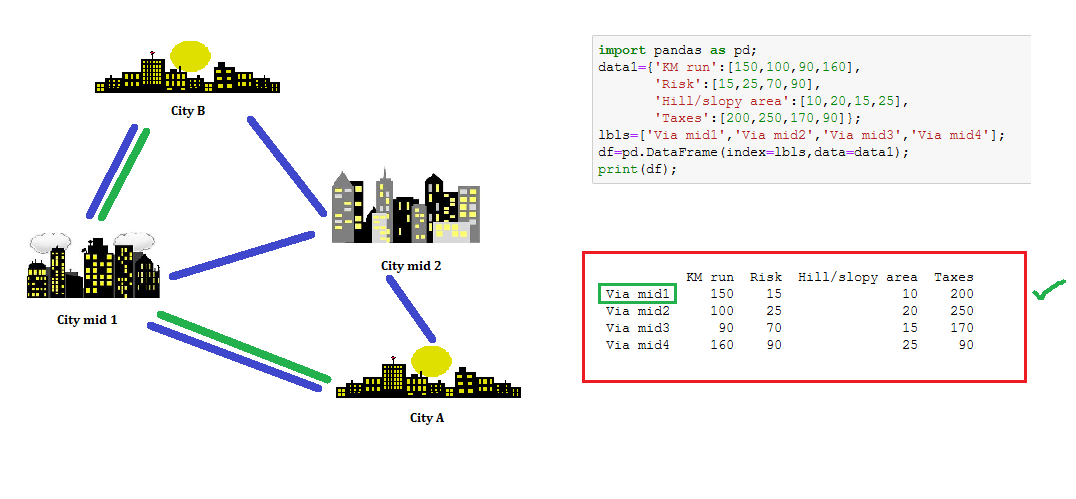 City B
City mid 2
City mid 1
City A
import pandas as pd;
data1={'KM run':[150,100,90,160],
'Risk':[15,25,70,90],
'Hill/slopy area':[10,20,15,25],
'Taxes':[200,250,170,90]};
lbls=['Via mid1','Via mid2','Via mid3','Via mid4'];
df=pd.DataFrame(index=lbls,data=data1);
print(df);
KM run Risk Hill/slopy area Taxes
Via mid1 150 15 10 200
Via mid2 100 25 20 250
Via mid3 90 70 15 170
Via mid4 160 90 25 90